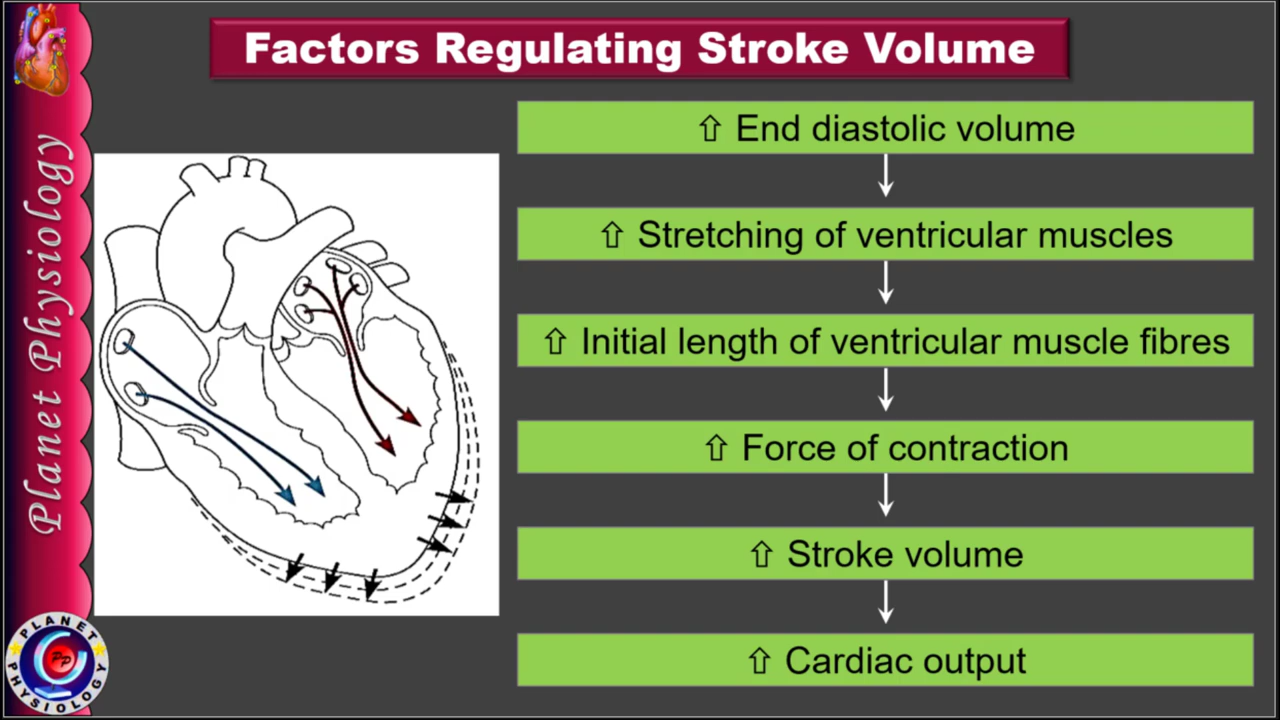 Factors Regulating Stroke Volume
Planet Physiology
⇧ End diastolic volume
⇧ Stretching of ventricular muscles
⇧ Initial length of ventricular muscle fibres
⇧ Force of contraction
⇧ Stroke volume
⇧ Cardiac output
PLANET
PP
PHYSIOLOGY